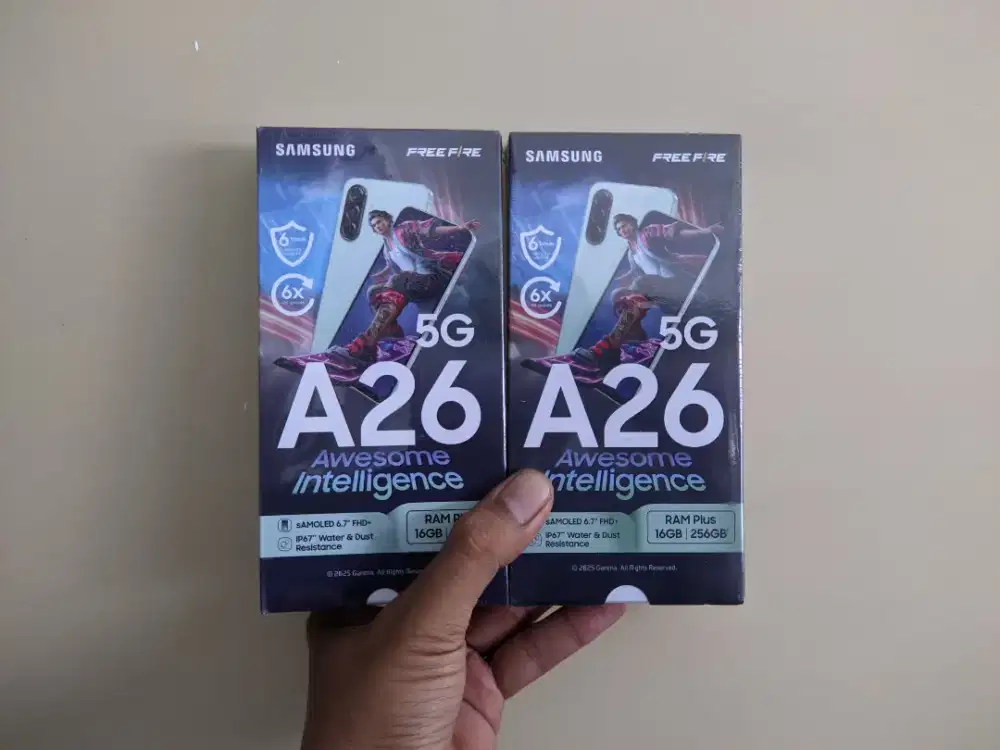 SAMSUNG
FREE FIRE
6
6X
5G
A26
Awesome
Intelligence
sAMOLED 6.7" FHD+
IP67** Water & Dust
Resistance
RAM
16GB |
© 2025 Garena. All Rights
SAMSUNG
FREE FIRE
6
6X
5G
A26
Awesome
Intelligence
sAMOLED 6.7" FHD+
IP67** Water & Dust
Resistance
RAM Plus
16GB | 256GB
© 2025 Garena. All Rights Reserved.